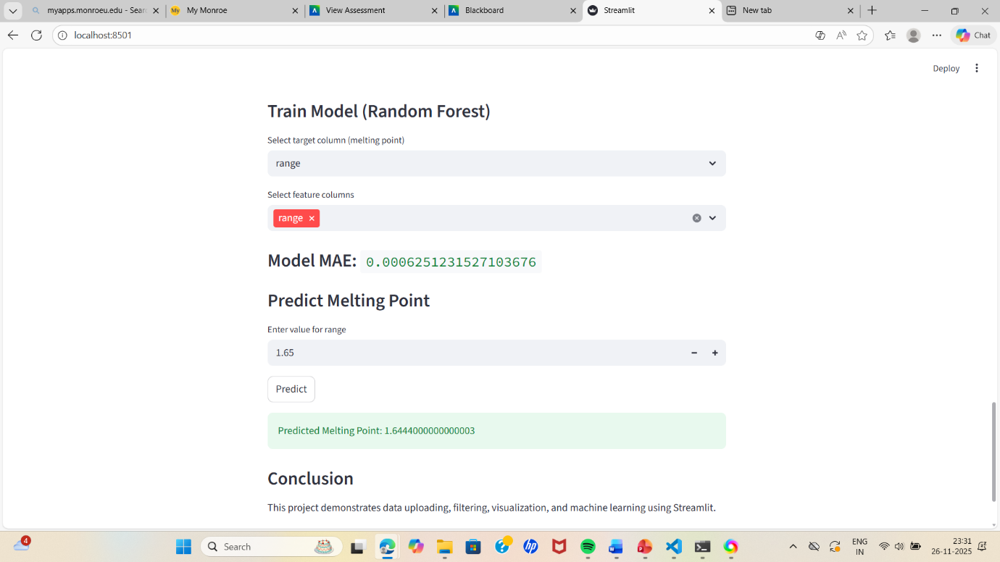 myapps.monroeu.edu - Sear
My Monroe
View Assessment
Blackboard
Streamlit
New tab
localhost:8501
Chat
Deploy
Train Model (Random Forest)
Select target column (melting point)
range
Select feature columns
range
Model MAE: 0.0006251231527103676
Predict Melting Point
Enter value for range
1.65
Predict
Predicted Melting Point: 1.6444000000000003
Conclusion
This project demonstrates data uploading, filtering, visualization, and machine learning using Streamlit.
4
Search
ENG
IN
23:31
26-11-2025